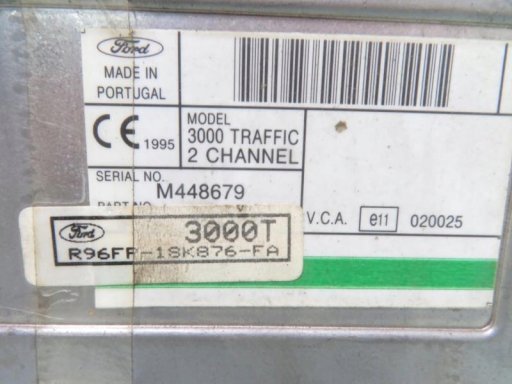 Ford
MADE IN
PORTUGAL
CE 1995
MODEL
3000 TRAFFIC
2 CHANNEL
SERIAL NO.
M448679
V.C.A. e11 020025
Ford 3000T
R96FP-18K876-FA